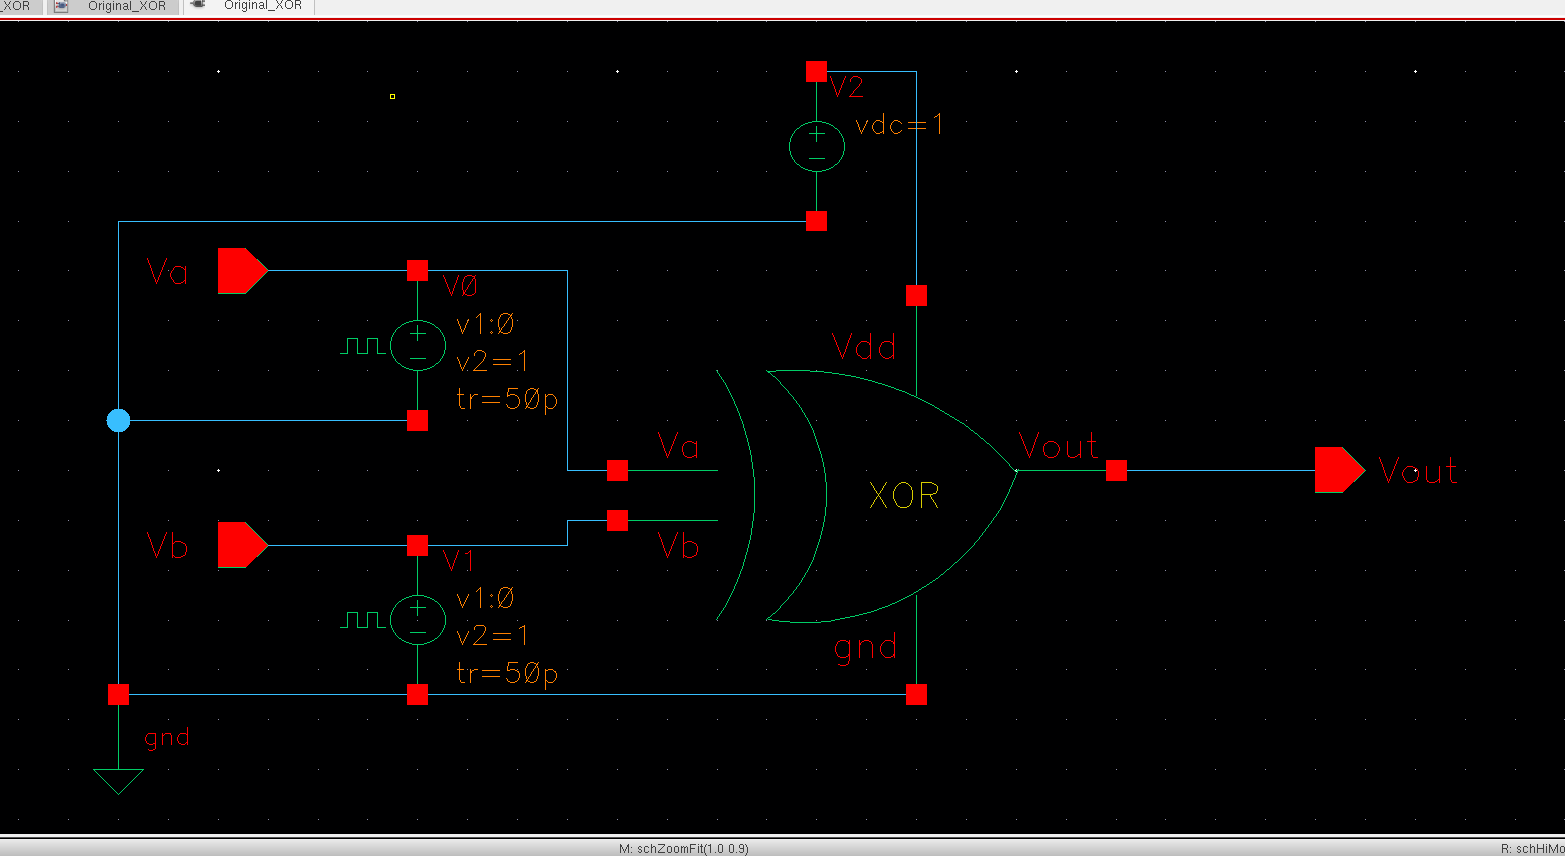 _XOR
Original_XOR
Original_XOR
V2
vdc=1
Va
V0
v1:0
v2=1
tr=50p
Vdd
Va
Vout
XOR
Vout
Vb
Vb
V1
v1:0
v2=1
tr=50p
gnd
gnd
M: schZoomFit(1.0 0.9)
R: schHiMo